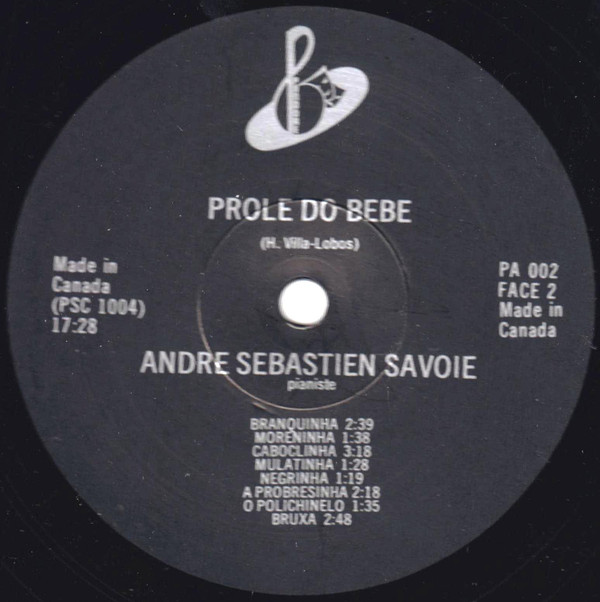 PROLE DO BEBE
(H. Villa-Lobos)
Made in
Canada
(PSC 1004)
17:28
PA 002
FACE 2
Made in
Canada
ANDRE SEBASTIEN SAVOIE
pianiste
BRANQUINHA 2:39
MORENINHA 1:38
CABOCLINHA 3:18
MULATINHA 1:28
NEGRINHA 1:19
A PROBRESINHA 2:18
O POLICHINELO 1:35
BRUXA 2:48